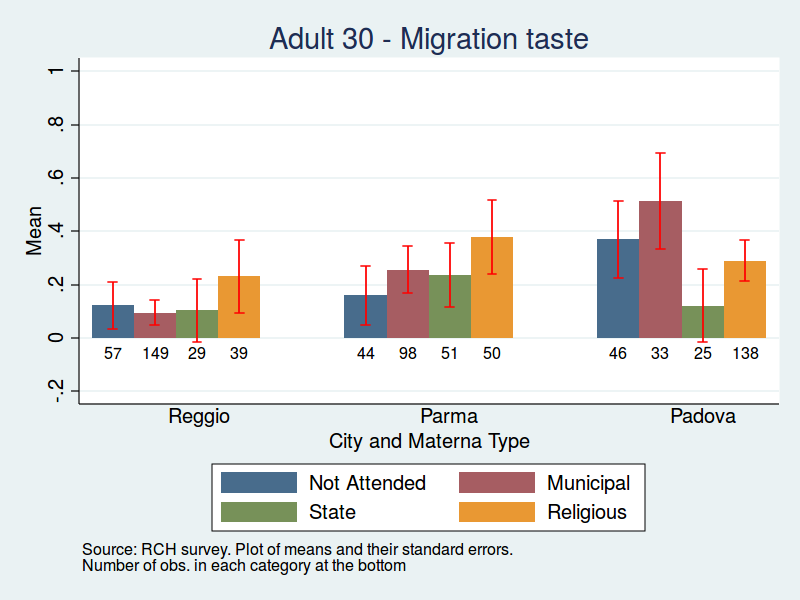 Adult 30 - Migration taste
1
.8
.6
.4
.2
0
-.2
Mean
57 149 29 39 44 98 51 50 46 33 25 138
Reggio Parma Padova
City and Materna Type
Not Attended Municipal
State Religious
Source: RCH survey. Plot of means and their standard errors.
Number of obs. in each category at the bottom